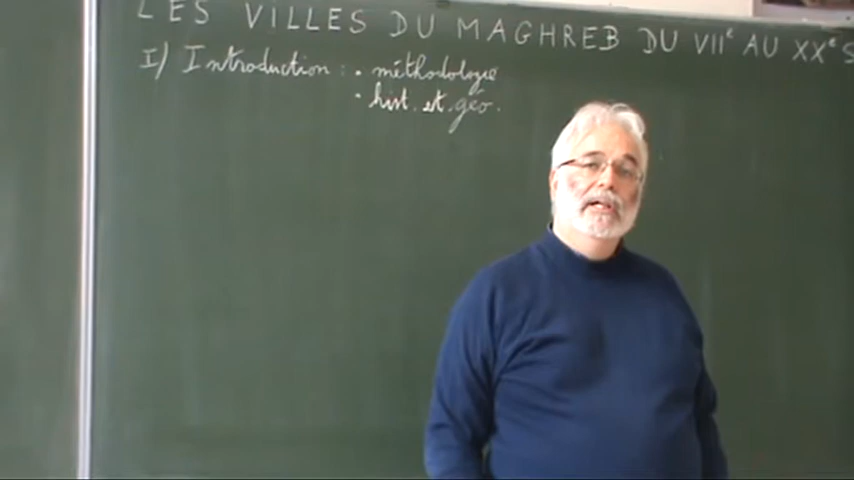 LES VILLES DU MAGHREB DU VIIᵉ AU XXᵉ S
I) Introduction : • méthodologie
• hist. et géo.